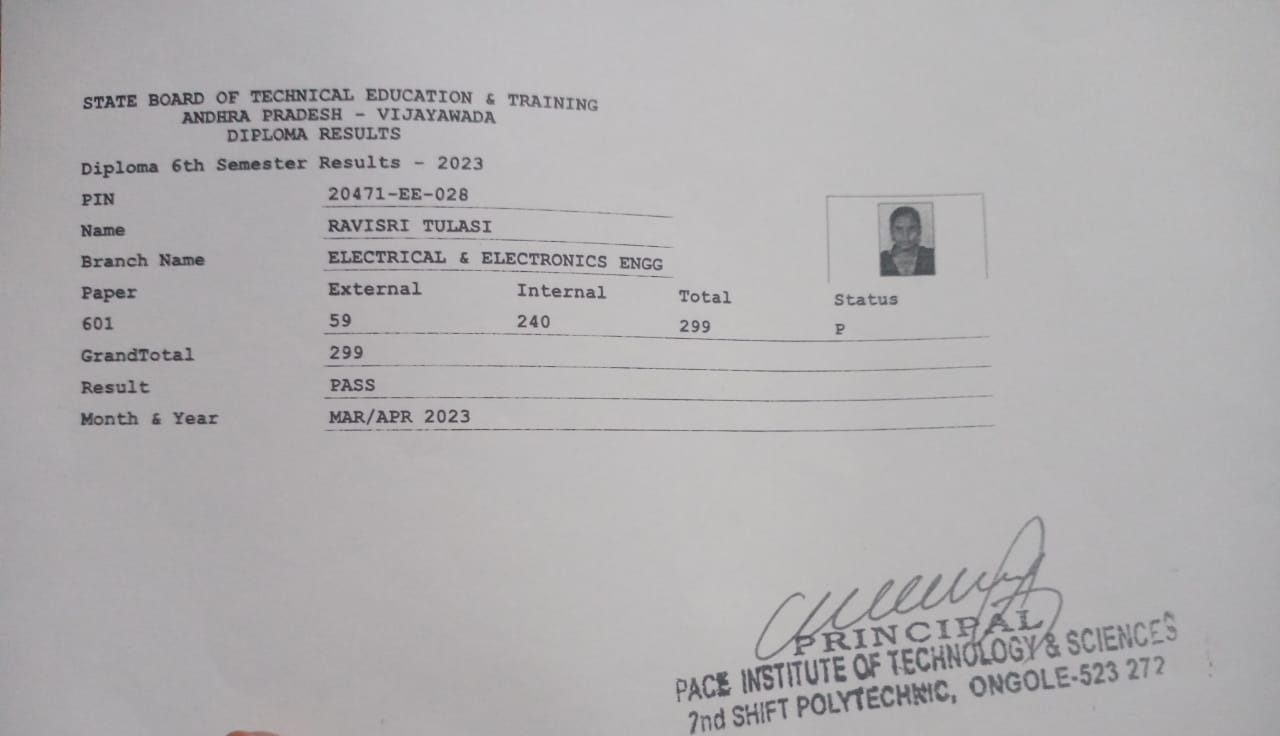 STATE BOARD OF TECHNICAL EDUCATION & TRAINING
ANDHRA PRADESH - VIJAYAWADA
DIPLOMA RESULTS
Diploma 6th Semester Results - 2023
PIN 20471-EE-028
Name RAVISRI TULASI
Branch Name ELECTRICAL & ELECTRONICS ENGG
Paper External Internal Total Status
601 59 240 299 P
GrandTotal 299
Result PASS
Month & Year MAR/APR 2023
PRINCIPAL
PACE INSTITUTE OF TECHNOLOGY & SCIENCES
2nd SHIFT POLYTECHNIC, ONGOLE-523 272